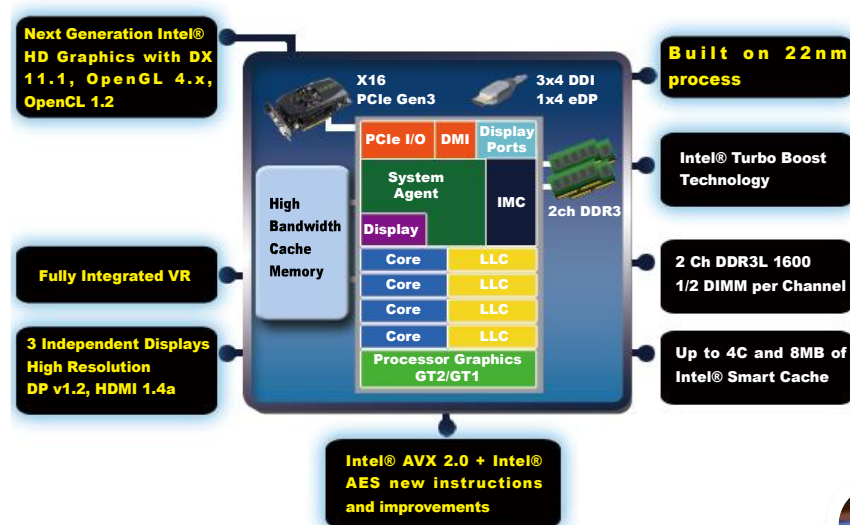 Next Generation Intel®
HD Graphics with DX
11.1, OpenGL 4.x,
OpenCL 1.2
X16
PCIe Gen3
3x4 DDI
1x4 eDP
Built on 22nm
process
PCIe I/O
DMI
Display
Ports
System
Agent
IMC
2ch DDR3
Display
High
Bandwidth
Cache
Memory
Core
LLC
Core
LLC
Core
LLC
Core
LLC
Processor Graphics
GT2/GT1
Intel® Turbo Boost
Technology
Fully Integrated VR
2 Ch DDR3L 1600
1/2 DIMM per Channel
3 Independent Displays
High Resolution
DP v1.2, HDMI 1.4a
Up to 4C and 8MB of
Intel® Smart Cache
Intel® AVX 2.0 + Intel®
AES new instructions
and improvements